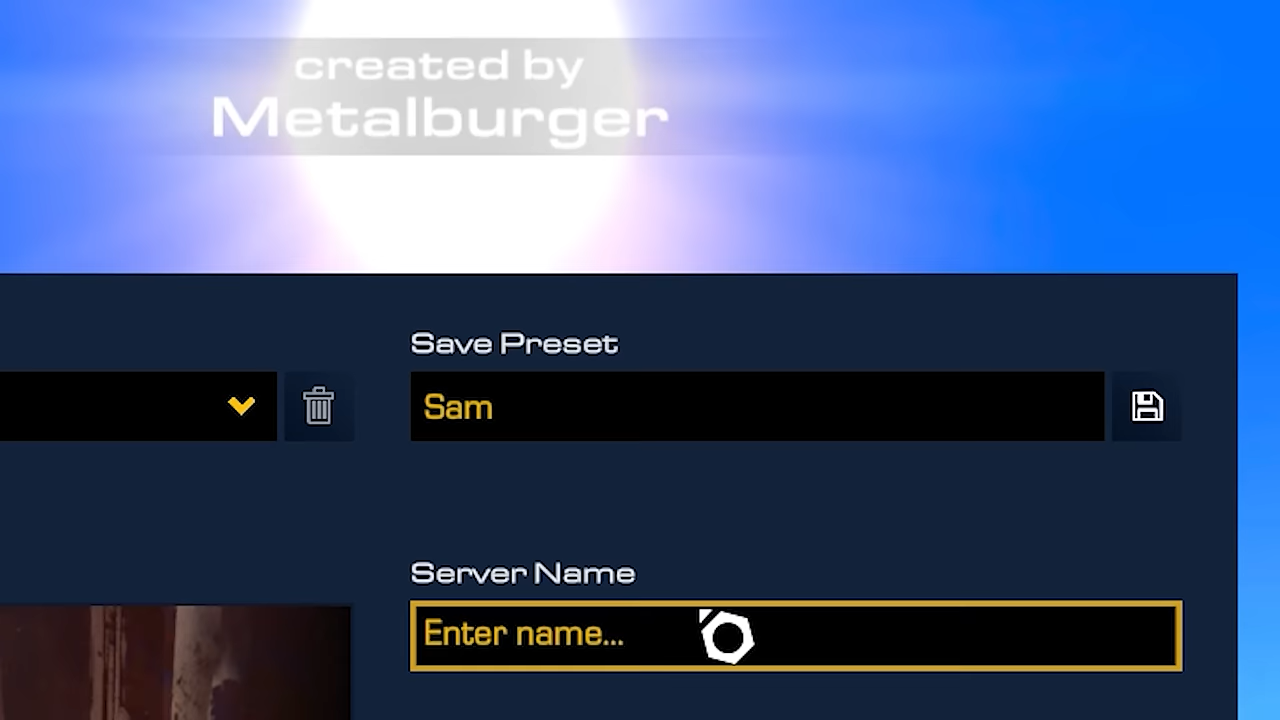 created by
Metalburger
Save Preset
Sam
Server Name
Enter name...